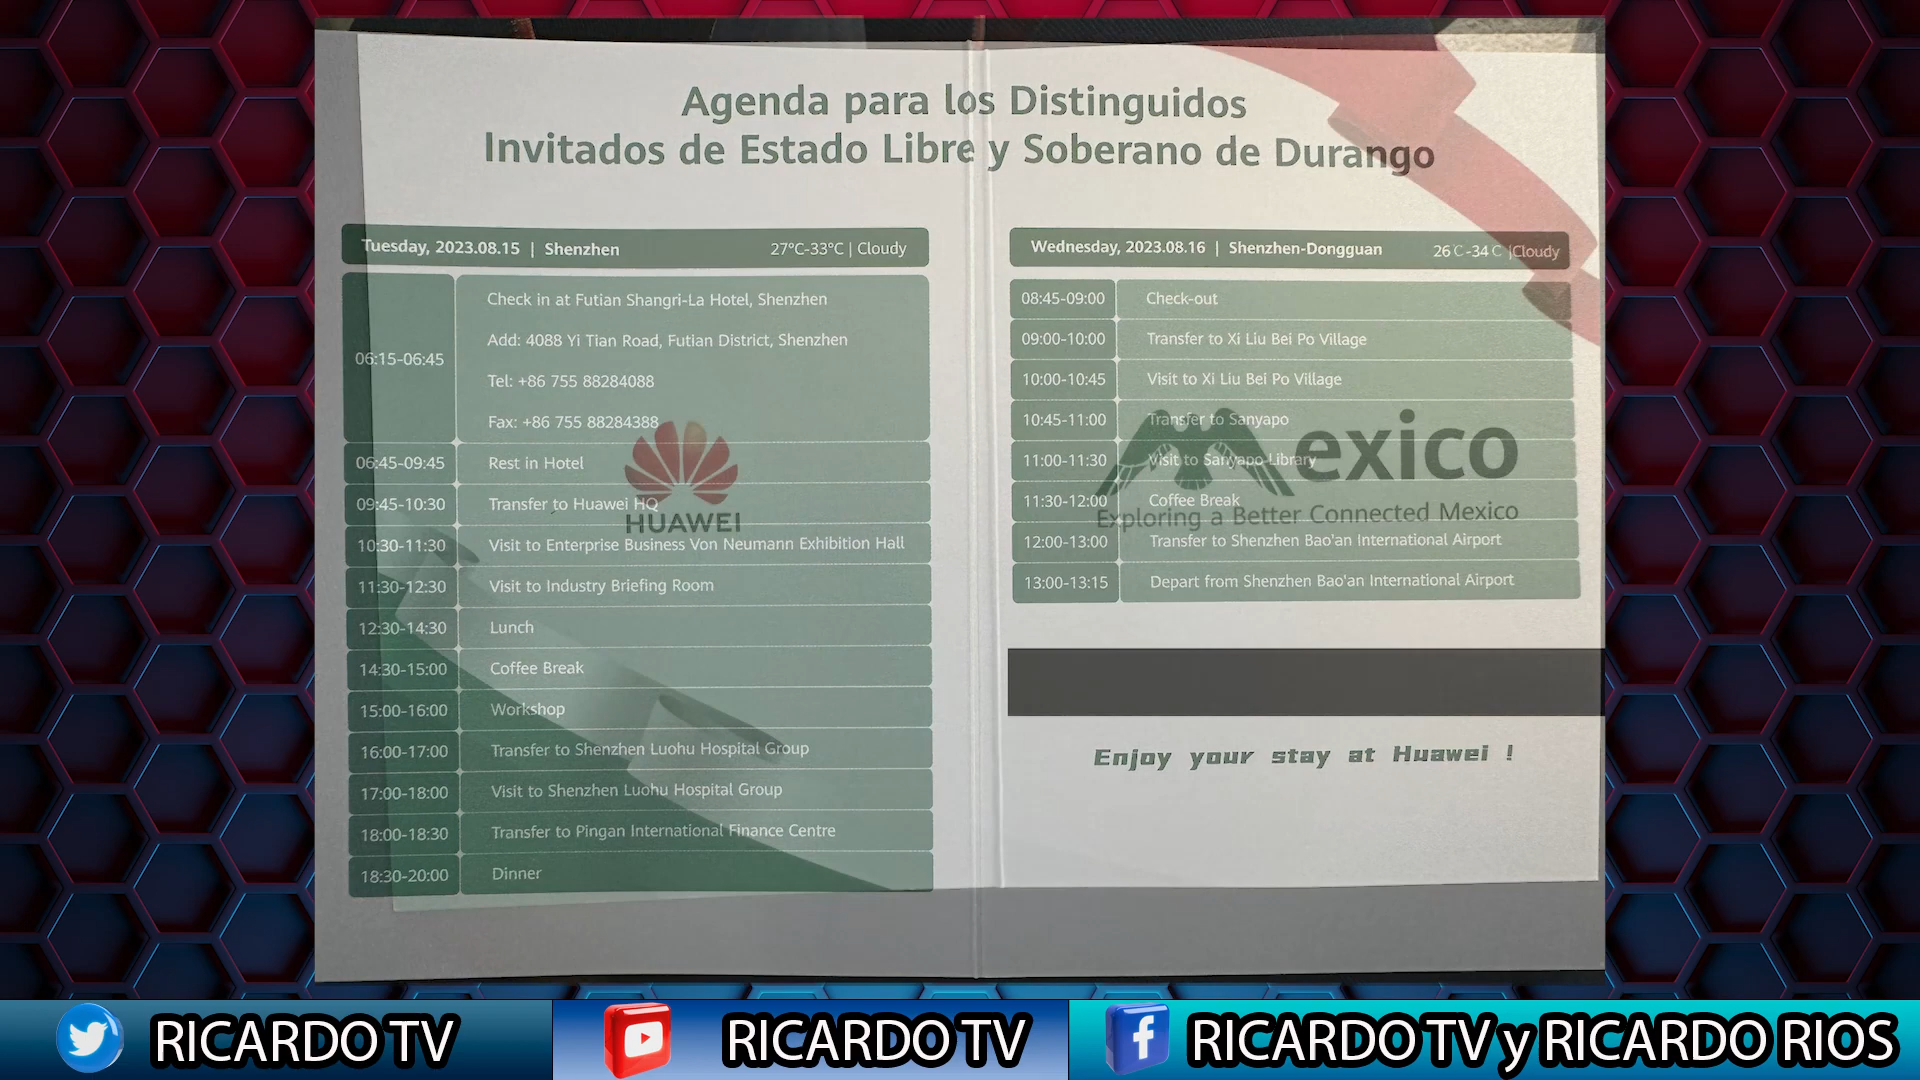 Agenda para los Distinguidos
Invitados de Estado Libre y Soberano de Durango
Tuesday, 2023.08.15 | Shenzhen 27°C-33°C | Cloudy
06:15-06:45
Check in at Futian Shangri-La Hotel, Shenzhen
Add: 4088 Yi Tian Road, Futian District, Shenzhen
Tel: +86 755 88284088
Fax: +86 755 88284388
06:45-09:45 Rest in Hotel
09:45-10:30 Transfer to Huawei HQ
10:30-11:30 Visit to Enterprise Business Von Neumann Exhibition Hall
11:30-12:30 Visit to Industry Briefing Room
12:30-14:30 Lunch
14:30-15:00 Coffee Break
15:00-16:00 Workshop
16:00-17:00 Transfer to Shenzhen Luohu Hospital Group
17:00-18:00 Visit to Shenzhen Luohu Hospital Group
18:00-18:30 Transfer to Pingan International Finance Centre
18:30-20:00 Dinner
HUAWEI
Wednesday, 2023.08.16 | Shenzhen-Dongguan 26℃-34℃ |Cloudy
08:45-09:00 Check-out
09:00-10:00 Transfer to Xi Liu Bei Po Village
10:00-10:45 Visit to Xi Liu Bei Po Village
10:45-11:00 Transfer to Sanyapo
11:00-11:30 Visit to Sanyapo Library
11:30-12:00 Coffee Break
12:00-13:00 Transfer to Shenzhen Bao'an International Airport
13:00-13:15 Depart from Shenzhen Bao'an International Airport
Mexico
Exploring a Better Connected Mexico
Enjoy your stay at Huawei !
RICARDO TV
RICARDO TV
RICARDO TV y RICARDO RIOS